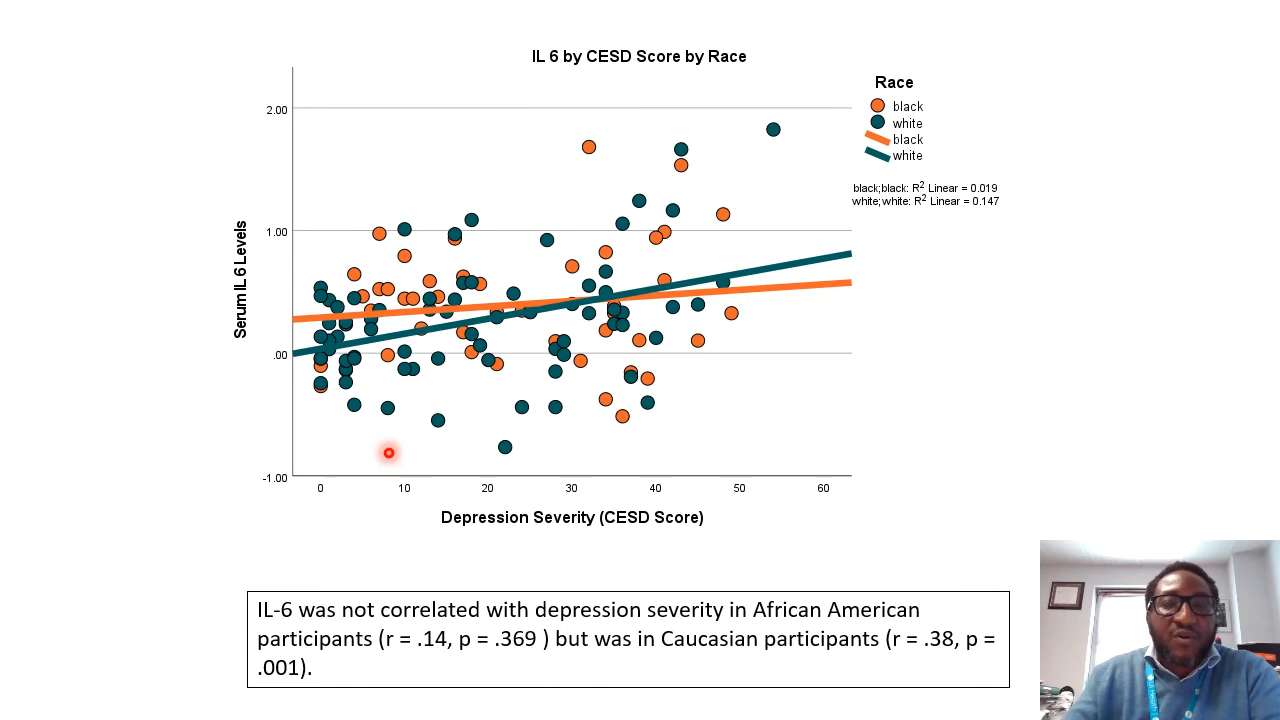 IL 6 by CESD Score by Race
Race
black
white
black
white
black;black: R2 Linear = 0.019
white;white: R2 Linear = 0.147
Serum IL 6 Levels
2.00
1.00
.00
-1.00
0 10 20 30 40 50 60
Depression Severity (CESD Score)
IL-6 was not correlated with depression severity in African American
participants (r = .14, p = .369 ) but was in Caucasian participants (r = .38, p =
.001).